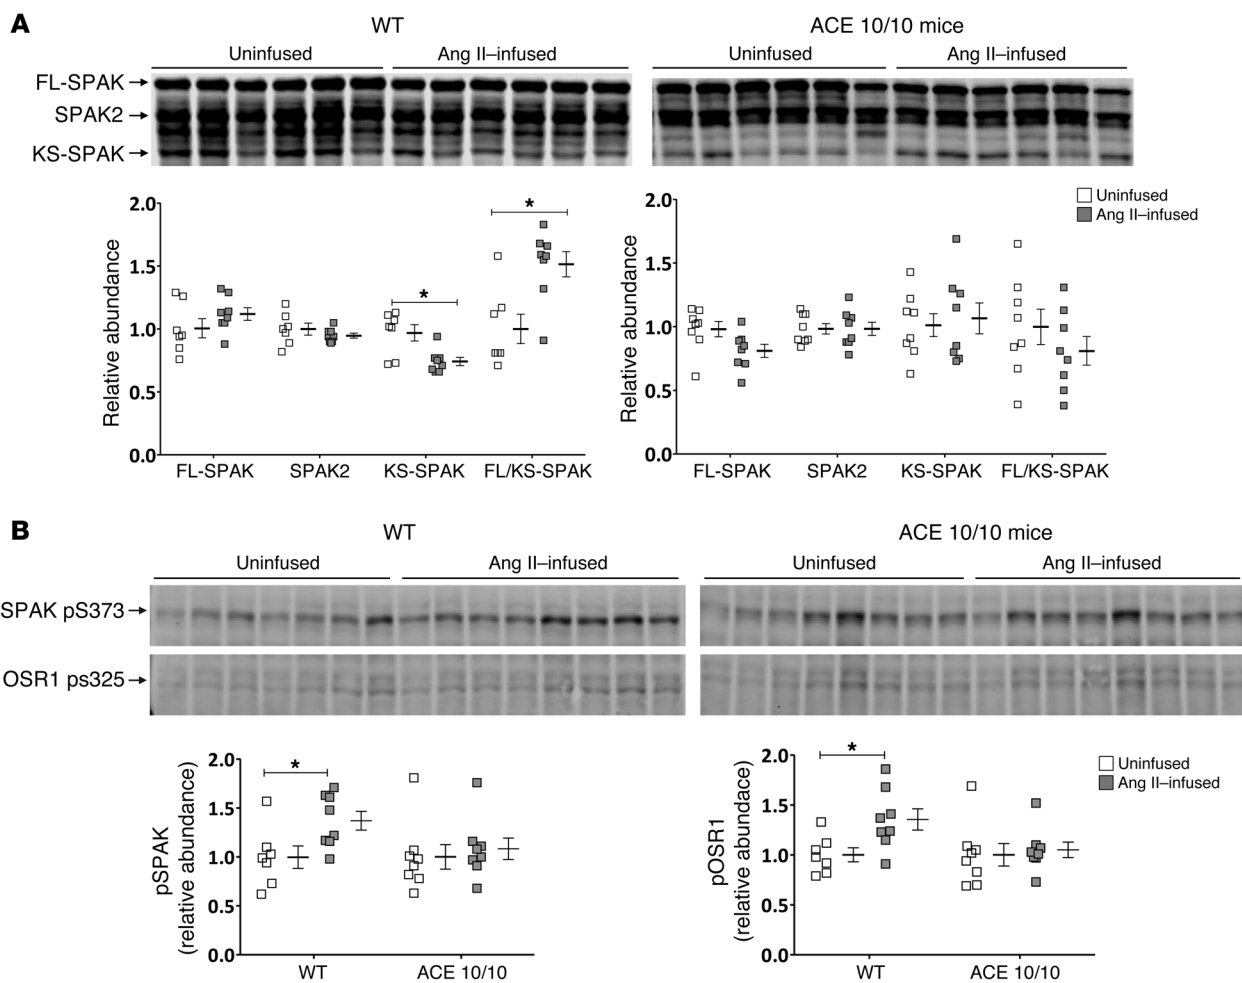 A
WT
ACE 10/10 mice
Uninfused
Ang II–infused
Uninfused
Ang II–infused
FL-SPAK
SPAK2
KS-SPAK
Uninfused
Ang II–infused
Relative abundance
2.0
1.5
1.0
0.5
0.0
*
*
FL-SPAK
SPAK2
KS-SPAK
FL/KS-SPAK
Relative abundance
2.0
1.5
1.0
0.5
0.0
FL-SPAK
SPAK2
KS-SPAK
FL/KS-SPAK
B
WT
ACE 10/10 mice
Uninfused
Ang II–infused
Uninfused
Ang II–infused
SPAK pS373
OSR1 ps325
pSPAK
(relative abundance)
2.0
1.5
1.0
0.5
0.0
*
WT
ACE 10/10
pOSR1
(relative abundace)
2.0
1.5
1.0
0.5
0.0
*
WT
ACE 10/10
Uninfused
Ang II–infused